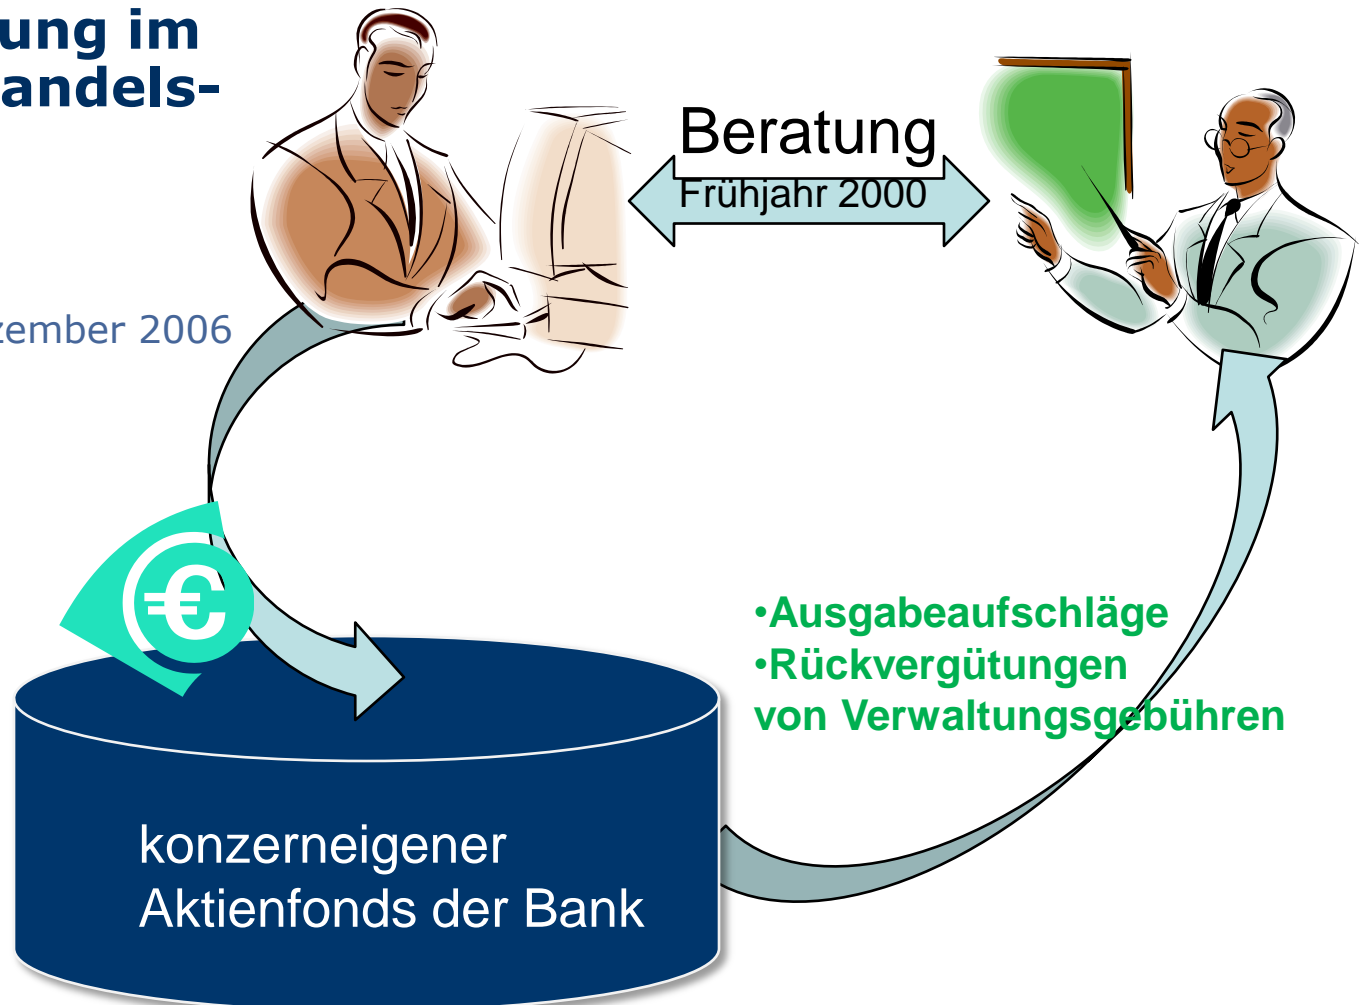 ung im
andels-
Beratung
Frühjahr 2000
zember 2006
€
•Ausgabeaufschläge
•Rückvergütungen
von Verwaltungsgebühren
konzerneigener
Aktienfonds der Bank